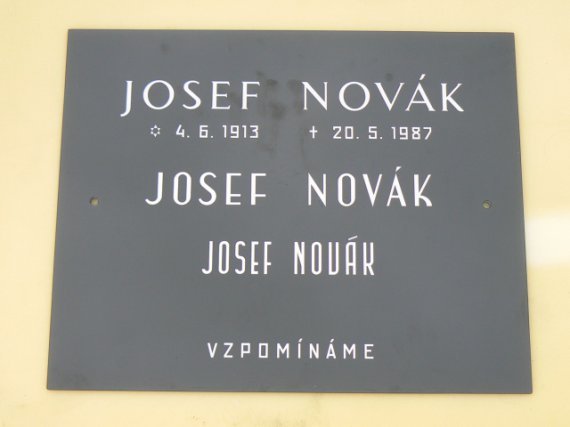 JOSEF NOVÁK
✡ 4. 6. 1913 † 20. 5. 1987
JOSEF NOVÁK
JOSEF NOVÁK
VZPOMÍNÁME